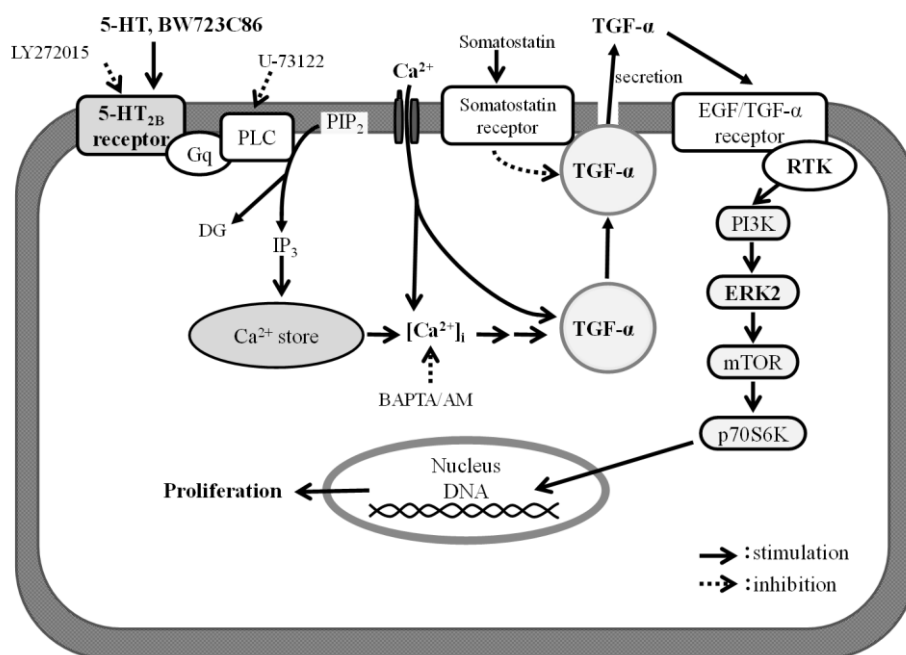 5-HT, BW723C86
TGF-α
LY272015
U-73122
Somatostatin
Ca²⁺
secretion
5-HT₂B
receptor
Gq
PLC
PIP₂
Somatostatin
receptor
EGF/TGF-α
receptor
RTK
TGF-α
DG
IP₃
PI3K
ERK2
Ca²⁺ store
[Ca²⁺]i
TGF-α
mTOR
BAPTA/AM
p70S6K
Nucleus
DNA
Proliferation
:stimulation
:inhibition